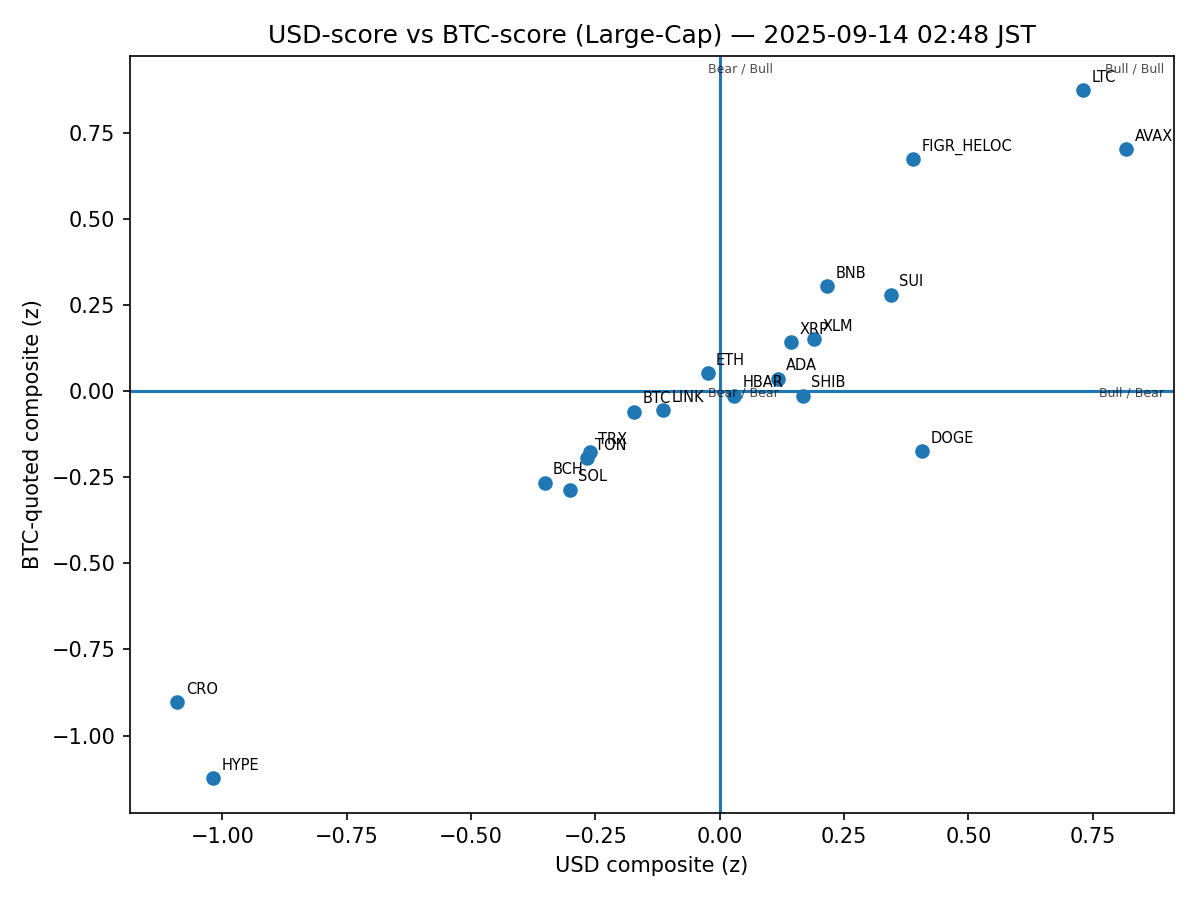 USD-score vs BTC-score (Large-Cap) — 2025-09-14 02:48 JST
Bear / Bull
Bull / Bull
LTC
AVAX
FIGR_HELOC
BNB
SUI
XRP
XLM
ETH
ADA
HBAR
SHIB
Bear / Bear
Bull / Bear
BTC
LINK
TRX
TON
DOGE
BCH
SOL
CRO
HYPE
0.75
0.50
0.25
0.00
−0.25
−0.50
−0.75
−1.00
BTC-quoted composite (z)
−1.00
−0.75
−0.50
−0.25
0.00
0.25
0.50
0.75
USD composite (z)